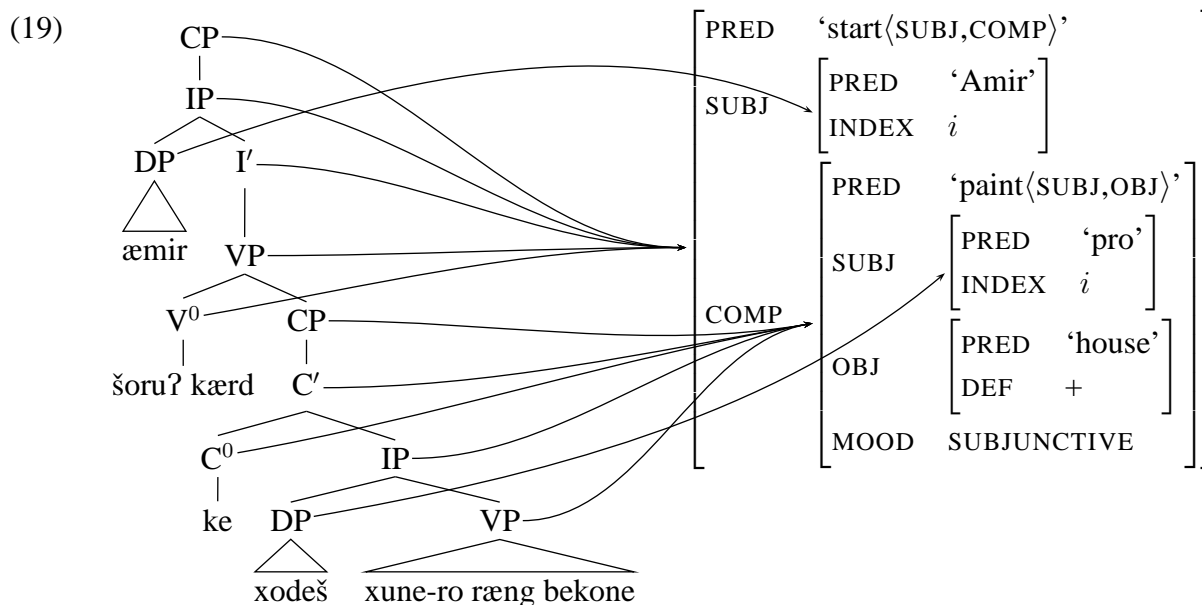 (19)
CP
PRED ‘start⟨SUBJ,COMP⟩’
IP
PRED ‘Amir’
SUBJ
INDEX i
DP I′
PRED ‘paint⟨SUBJ,OBJ⟩’
æmir VP
PRED ‘pro’
SUBJ
INDEX i
V⁰ CP
COMP
PRED ‘house’
OBJ
DEF +
šoruʔ kærd C′
C⁰ IP
MOOD SUBJUNCTIVE
ke DP VP
xodeš xune-ro ræng bekone